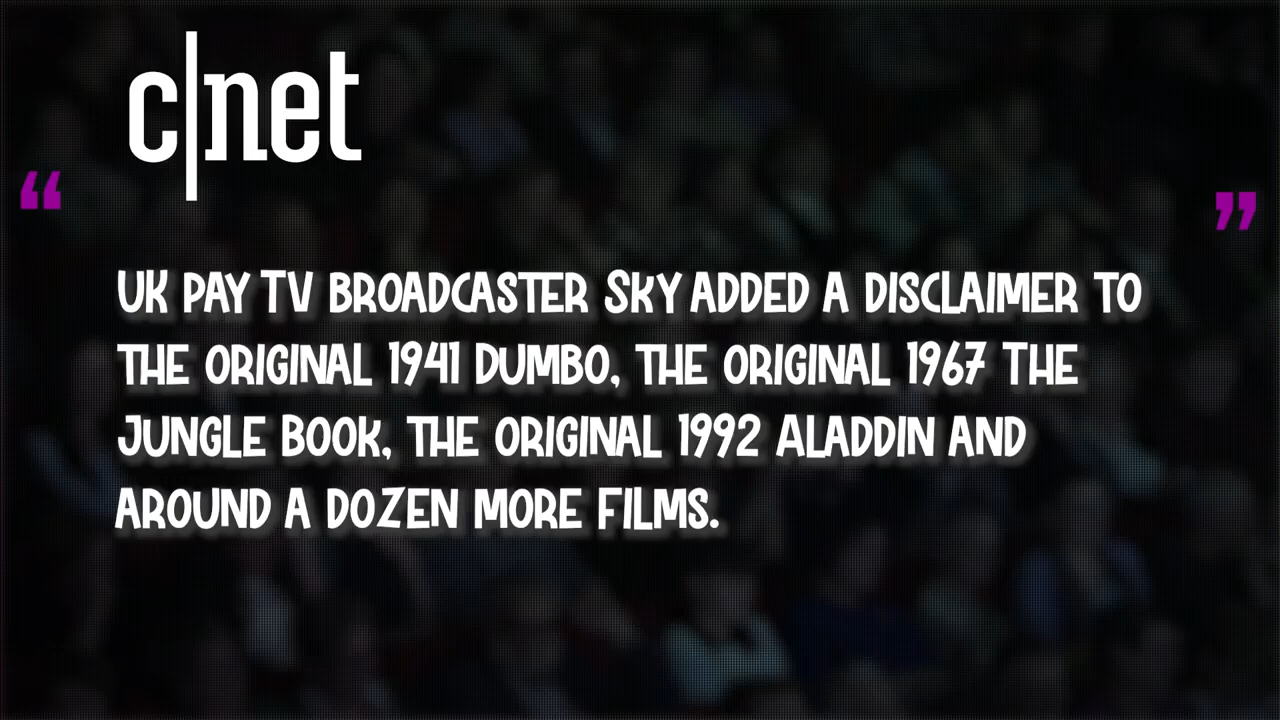 c|net
“ ”
UK PAY TV BROADCASTER SKY ADDED A DISCLAIMER TO
THE ORIGINAL 1941 DUMBO, THE ORIGINAL 1967 THE
JUNGLE BOOK, THE ORIGINAL 1992 ALADDIN AND
AROUND A DOZEN MORE FILMS.